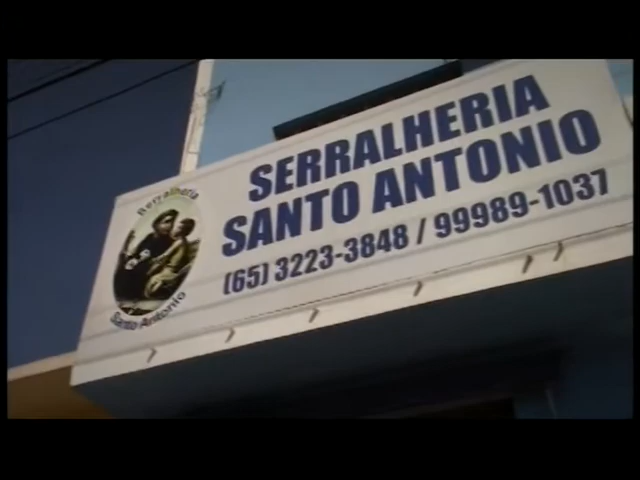 Serralheria
Santo Antonio
SERRALHERIA
SANTO ANTONIO
(65) 3223-3848 / 99989-1037